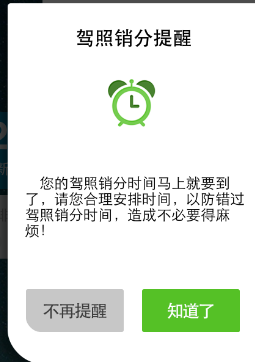 驾照销分提醒
您的驾照销分时间马上就要到
了，请您合理安排时间，以防错过
驾照销分时间，造成不必要得麻
烦！
不再提醒
知道了